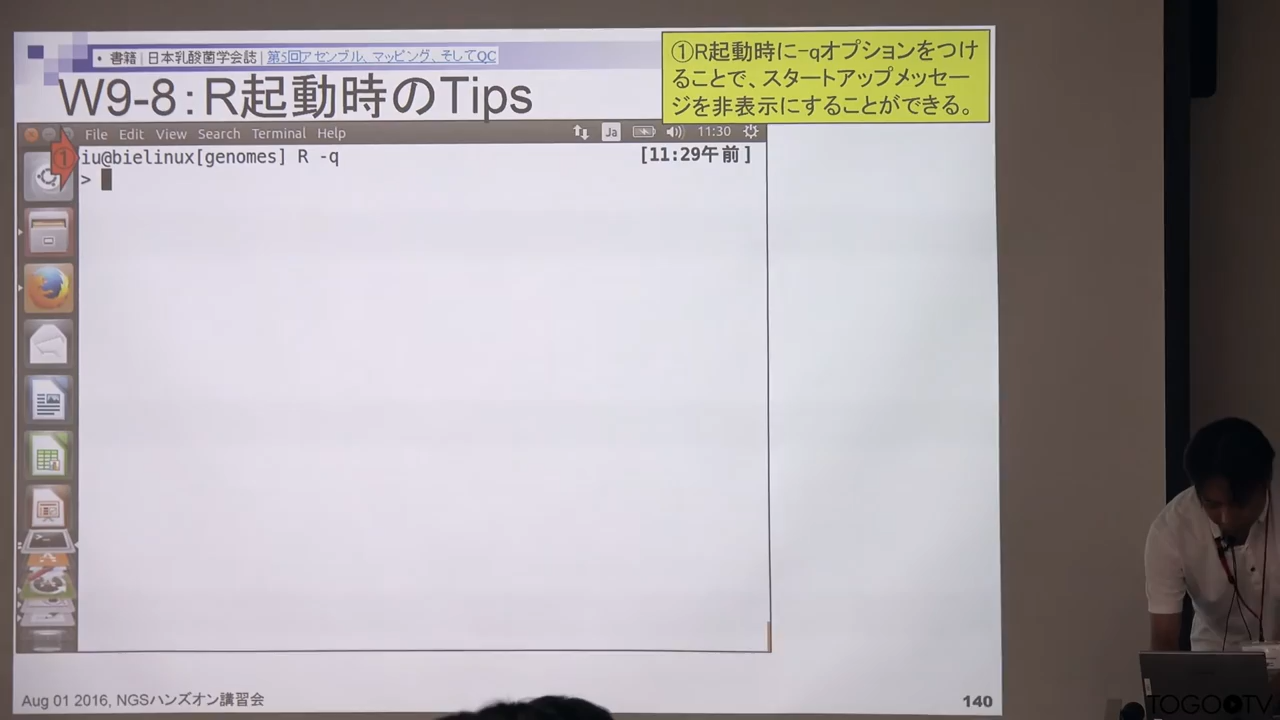 ・書籍 | 日本乳酸菌学会誌 | 第5回アセンブル、マッピング、そしてQC
W9-8:R起動時のTips
①R起動時に-qオプションをつけ
ることで、スタートアップメッセー
ジを非表示にすることができる。
File Edit View Search Terminal Help
Ja
11:30
①
iu@bielinux[genomes] R -q
[11:29午前]
>
Aug 01 2016, NGSハンズオン講習会
140
TOGOTV